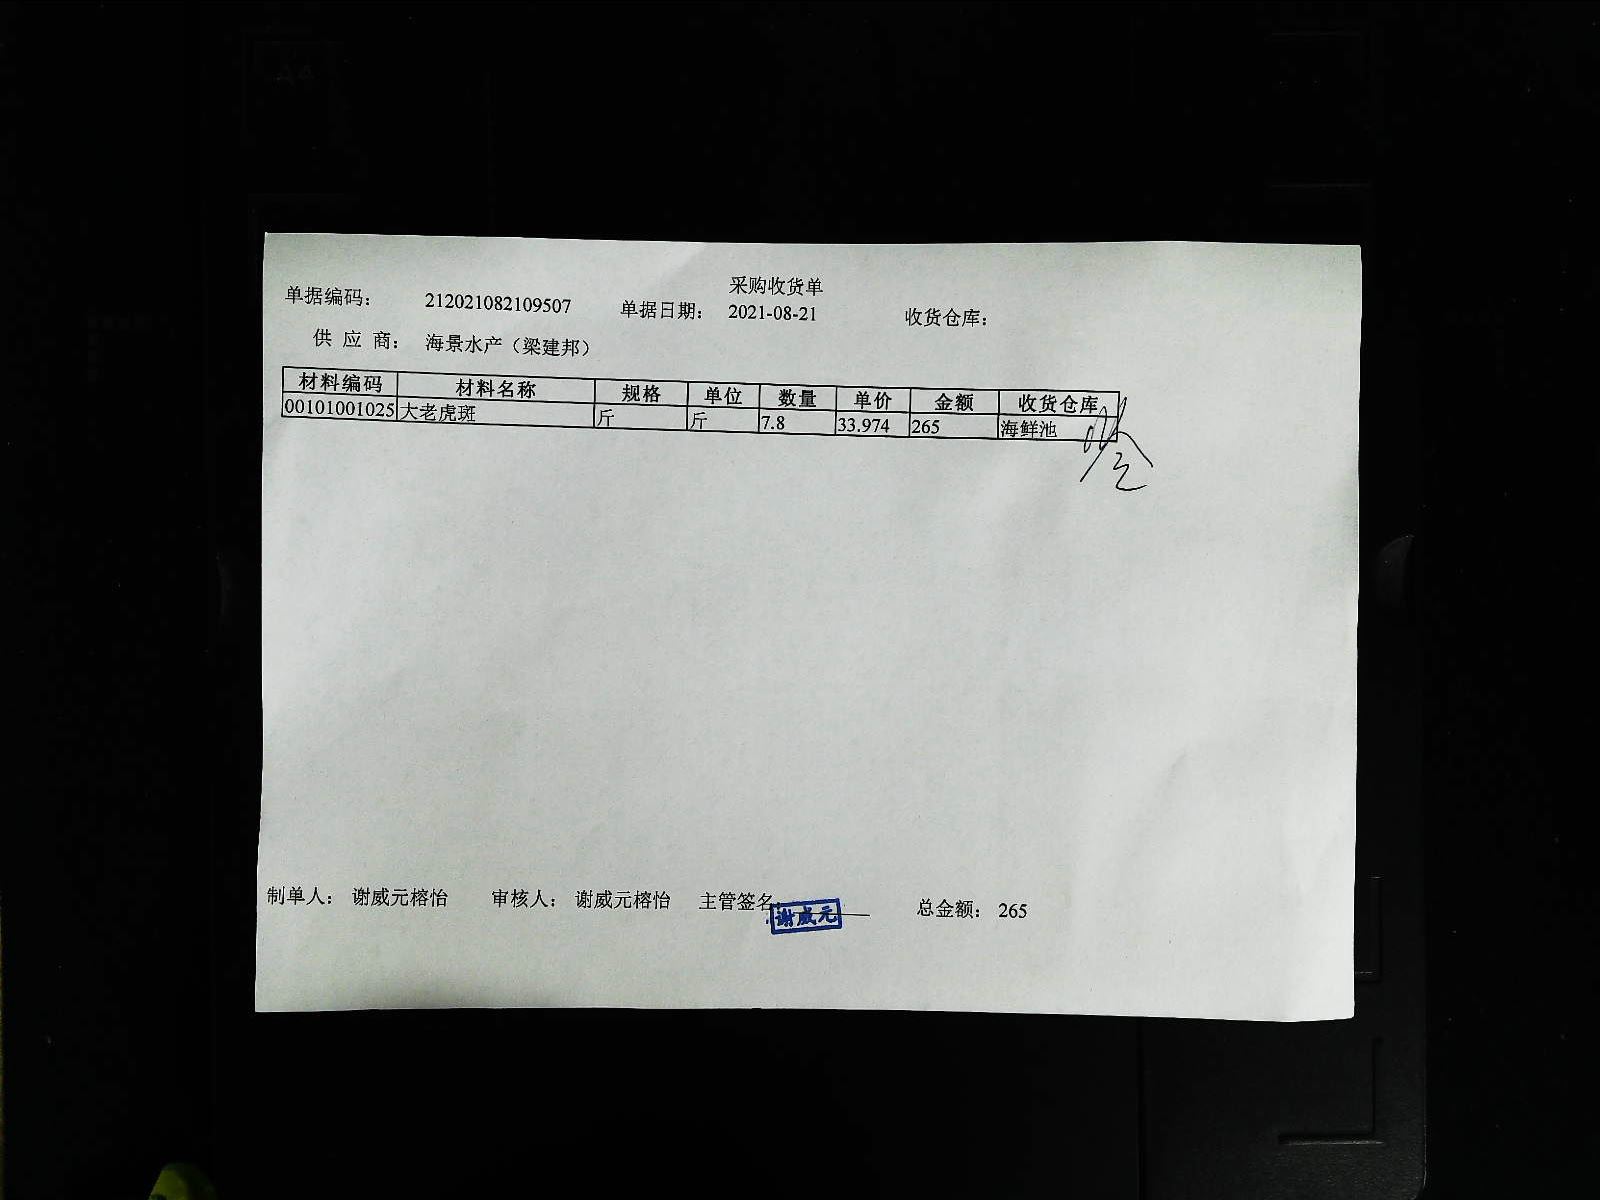 采购收货单
单据编码： 212021082109507 单据日期： 2021-08-21 收货仓库：
供 应 商： 海景水产（梁建邦）
材料编码 材料名称 规格 单位 数量 单价 金额 收货仓库
00101001025 大老虎斑 斤 斤 7.8 33.974 265 海鲜池
制单人： 谢威元榕怡 审核人： 谢威元榕怡 主管签名： 谢威元 总金额： 265